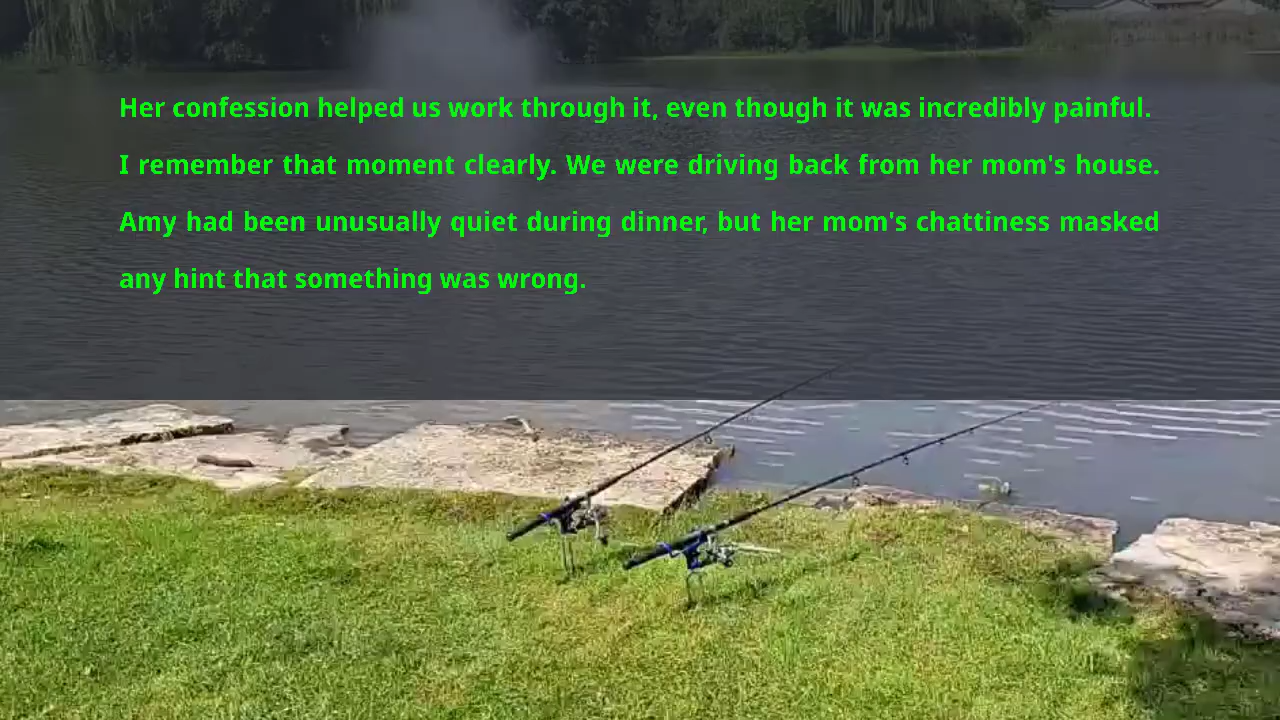 Her confession helped us work through it, even though it was incredibly painful.
I remember that moment clearly. We were driving back from her mom's house.
Amy had been unusually quiet during dinner, but her mom's chattiness masked
any hint that something was wrong.